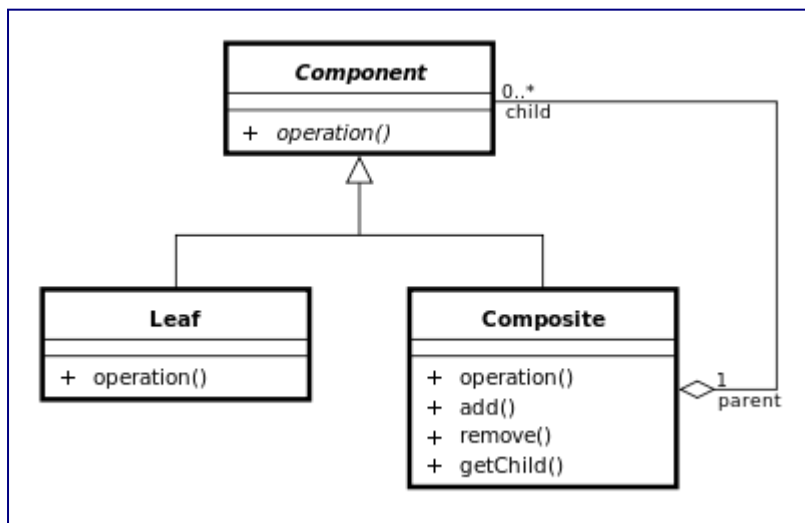 Component
0..*
child
+ operation()
Leaf
+ operation()
Composite
+ operation()
+ add()
+ remove()
+ getChild()
1
parent